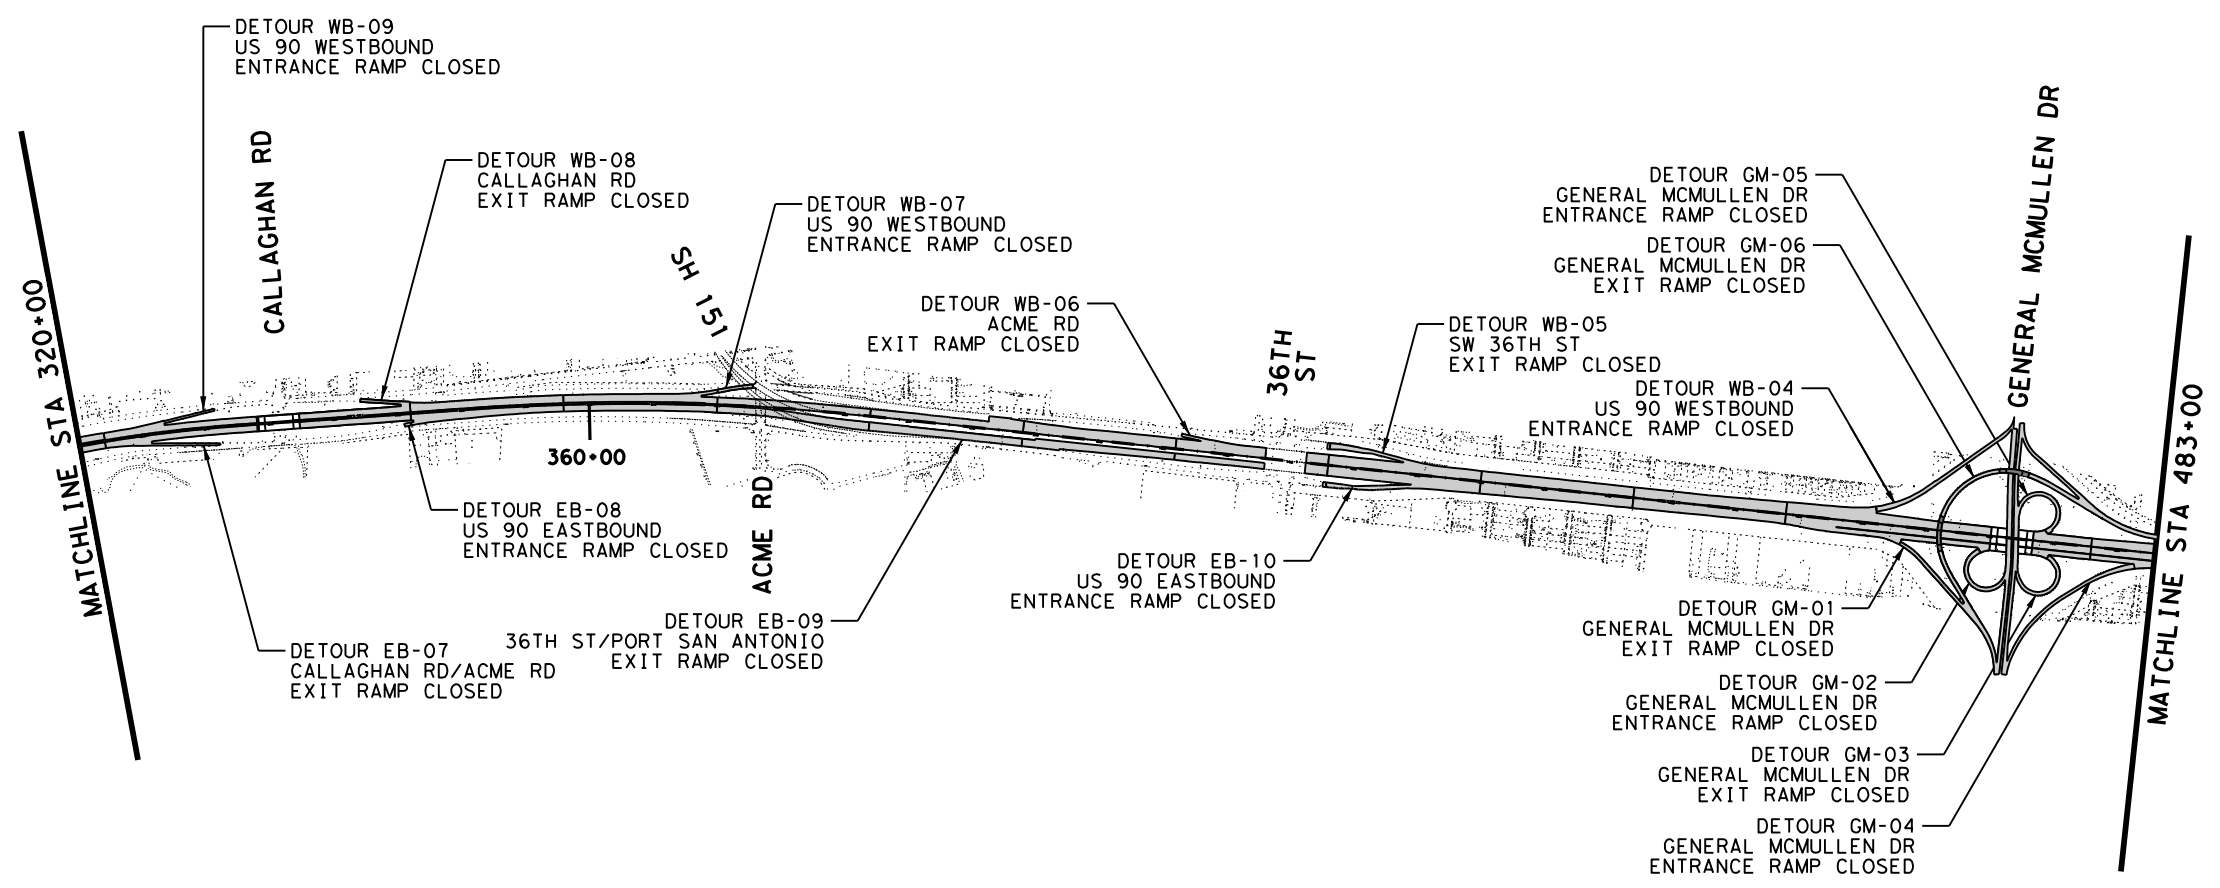 DETOUR WB-09
US 90 WESTBOUND
ENTRANCE RAMP CLOSED
CALLAGHAN RD
DETOUR WB-08
CALLAGHAN RD
EXIT RAMP CLOSED
DETOUR WB-07
US 90 WESTBOUND
ENTRANCE RAMP CLOSED
SH 151
DETOUR WB-06
ACME RD
EXIT RAMP CLOSED
36TH
ST
DETOUR WB-05
SW 36TH ST
EXIT RAMP CLOSED
DETOUR GM-05
GENERAL MCMULLEN DR
ENTRANCE RAMP CLOSED
DETOUR GM-06
GENERAL MCMULLEN DR
EXIT RAMP CLOSED
DETOUR WB-04
US 90 WESTBOUND
ENTRANCE RAMP CLOSED
GENERAL MCMULLEN DR
MATCHLINE STA 320+00
360+00
MATCHLINE STA 483+00
DETOUR EB-07
CALLAGHAN RD/ACME RD
EXIT RAMP CLOSED
DETOUR EB-08
US 90 EASTBOUND
ENTRANCE RAMP CLOSED
ACME RD
DETOUR EB-09
36TH ST/PORT SAN ANTONIO
EXIT RAMP CLOSED
DETOUR EB-10
US 90 EASTBOUND
ENTRANCE RAMP CLOSED
DETOUR GM-01
GENERAL MCMULLEN DR
EXIT RAMP CLOSED
DETOUR GM-02
GENERAL MCMULLEN DR
ENTRANCE RAMP CLOSED
DETOUR GM-03
GENERAL MCMULLEN DR
EXIT RAMP CLOSED
DETOUR GM-04
GENERAL MCMULLEN DR
ENTRANCE RAMP CLOSED